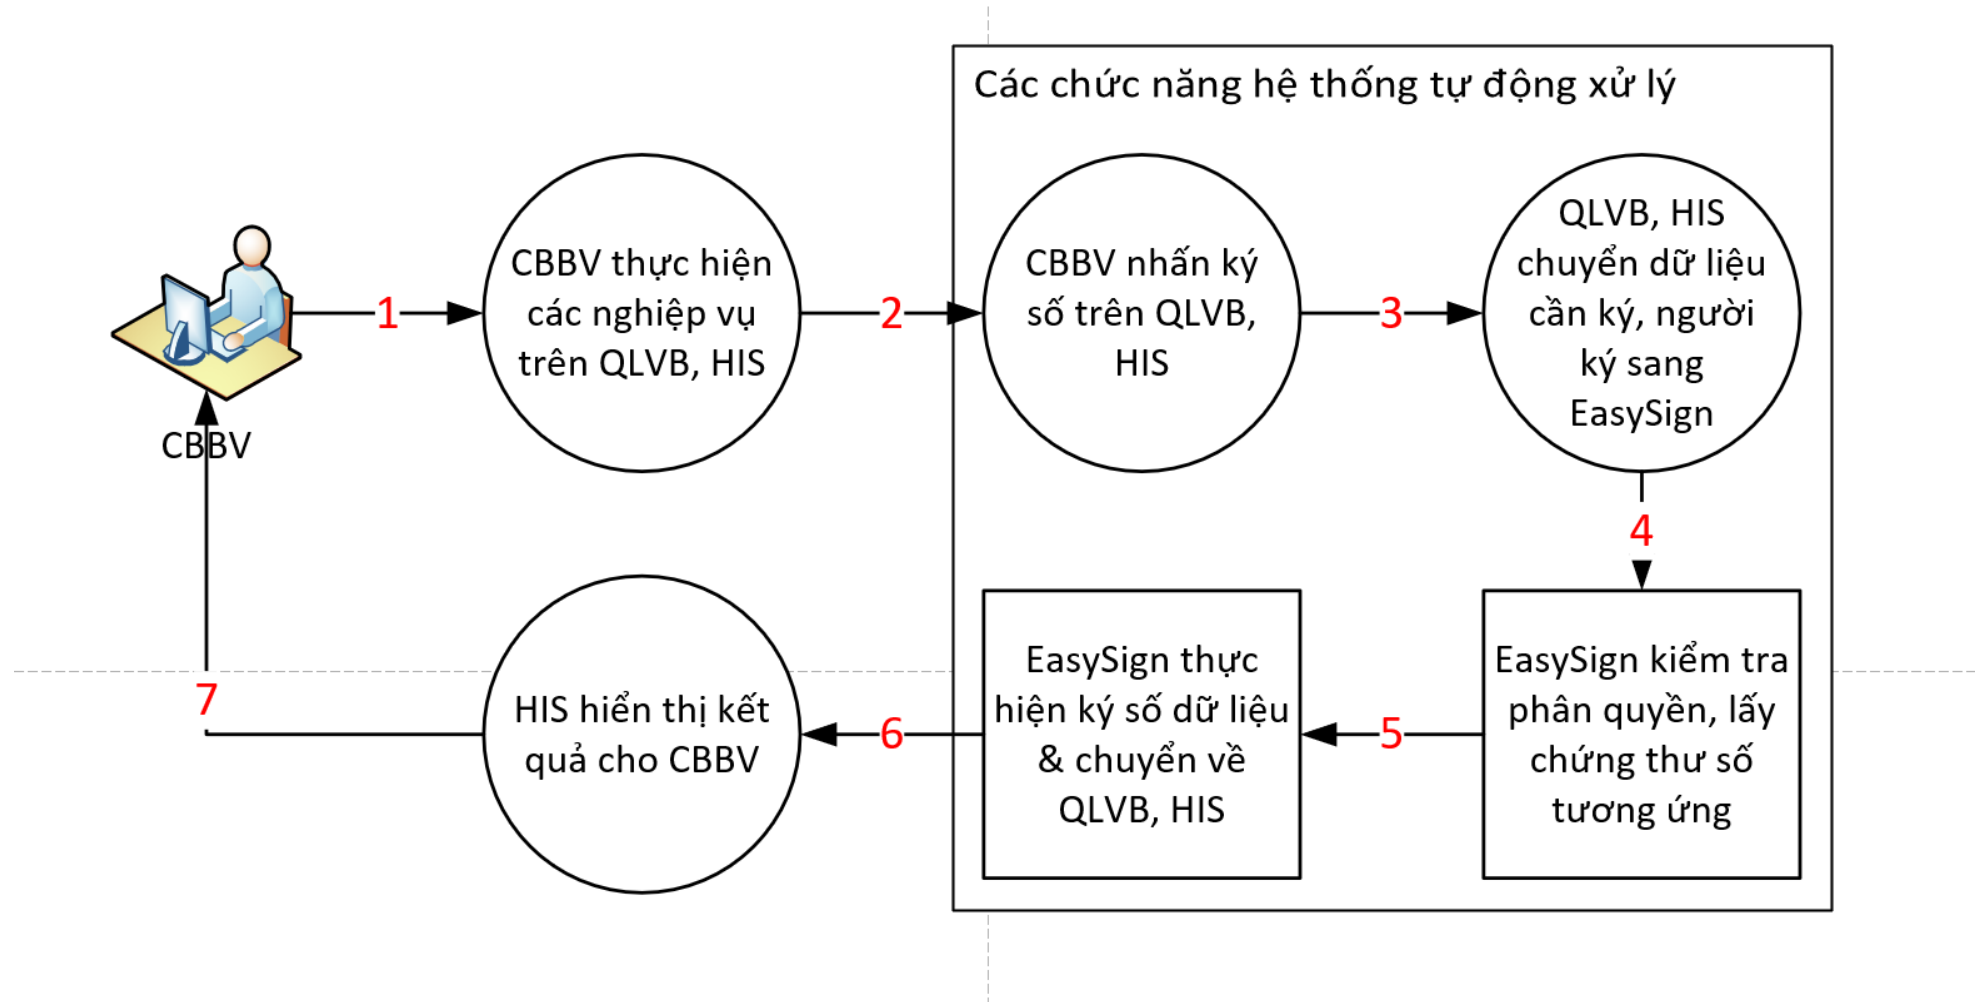 Các chức năng hệ thống tự động xử lý
CBBV
1
CBBV thực hiện
các nghiệp vụ
trên QLVB, HIS
2
CBBV nhấn ký
số trên QLVB,
HIS
3
QLVB, HIS
chuyển dữ liệu
cần ký, người
ký sang
EasySign
4
EasySign kiểm tra
phân quyền, lấy
chứng thư số
tương ứng
5
EasySign thực
hiện ký số dữ liệu
& chuyển về
QLVB, HIS
6
HIS hiển thị kết
quả cho CBBV
7